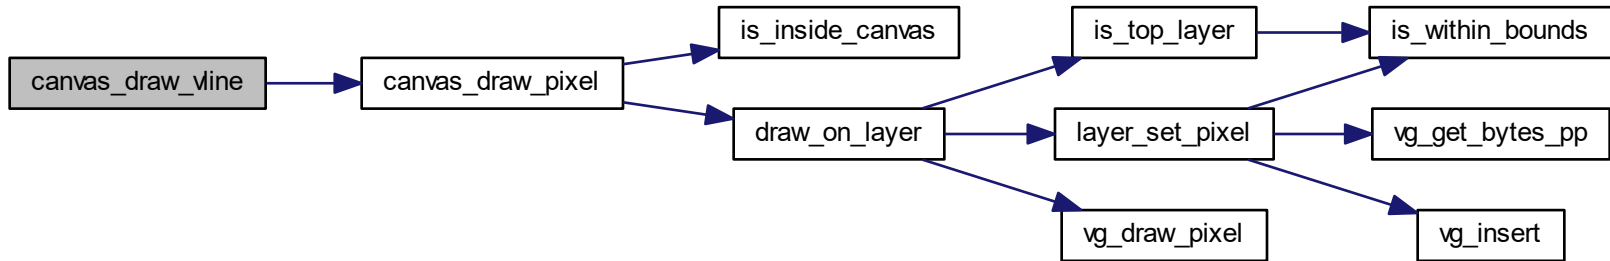 canvas_draw_vline
canvas_draw_pixel
is_inside_canvas
draw_on_layer
is_top_layer
layer_set_pixel
vg_draw_pixel
is_within_bounds
vg_get_bytes_pp
vg_insert